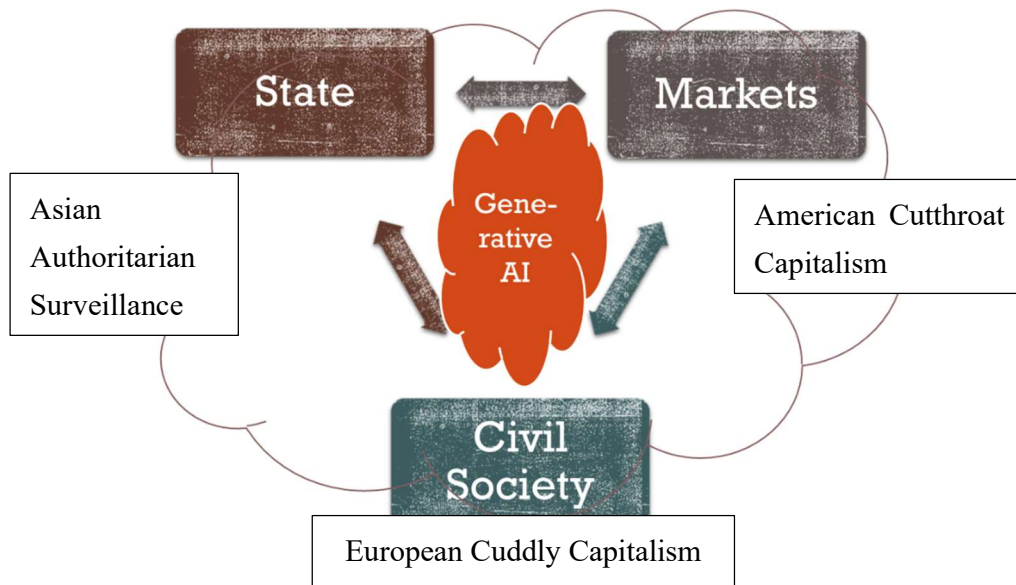 State
Markets
Gene-
rative
AI
Asian
Authoritarian
Surveillance
American Cutthroat
Capitalism
Civil
Society
European Cuddly Capitalism